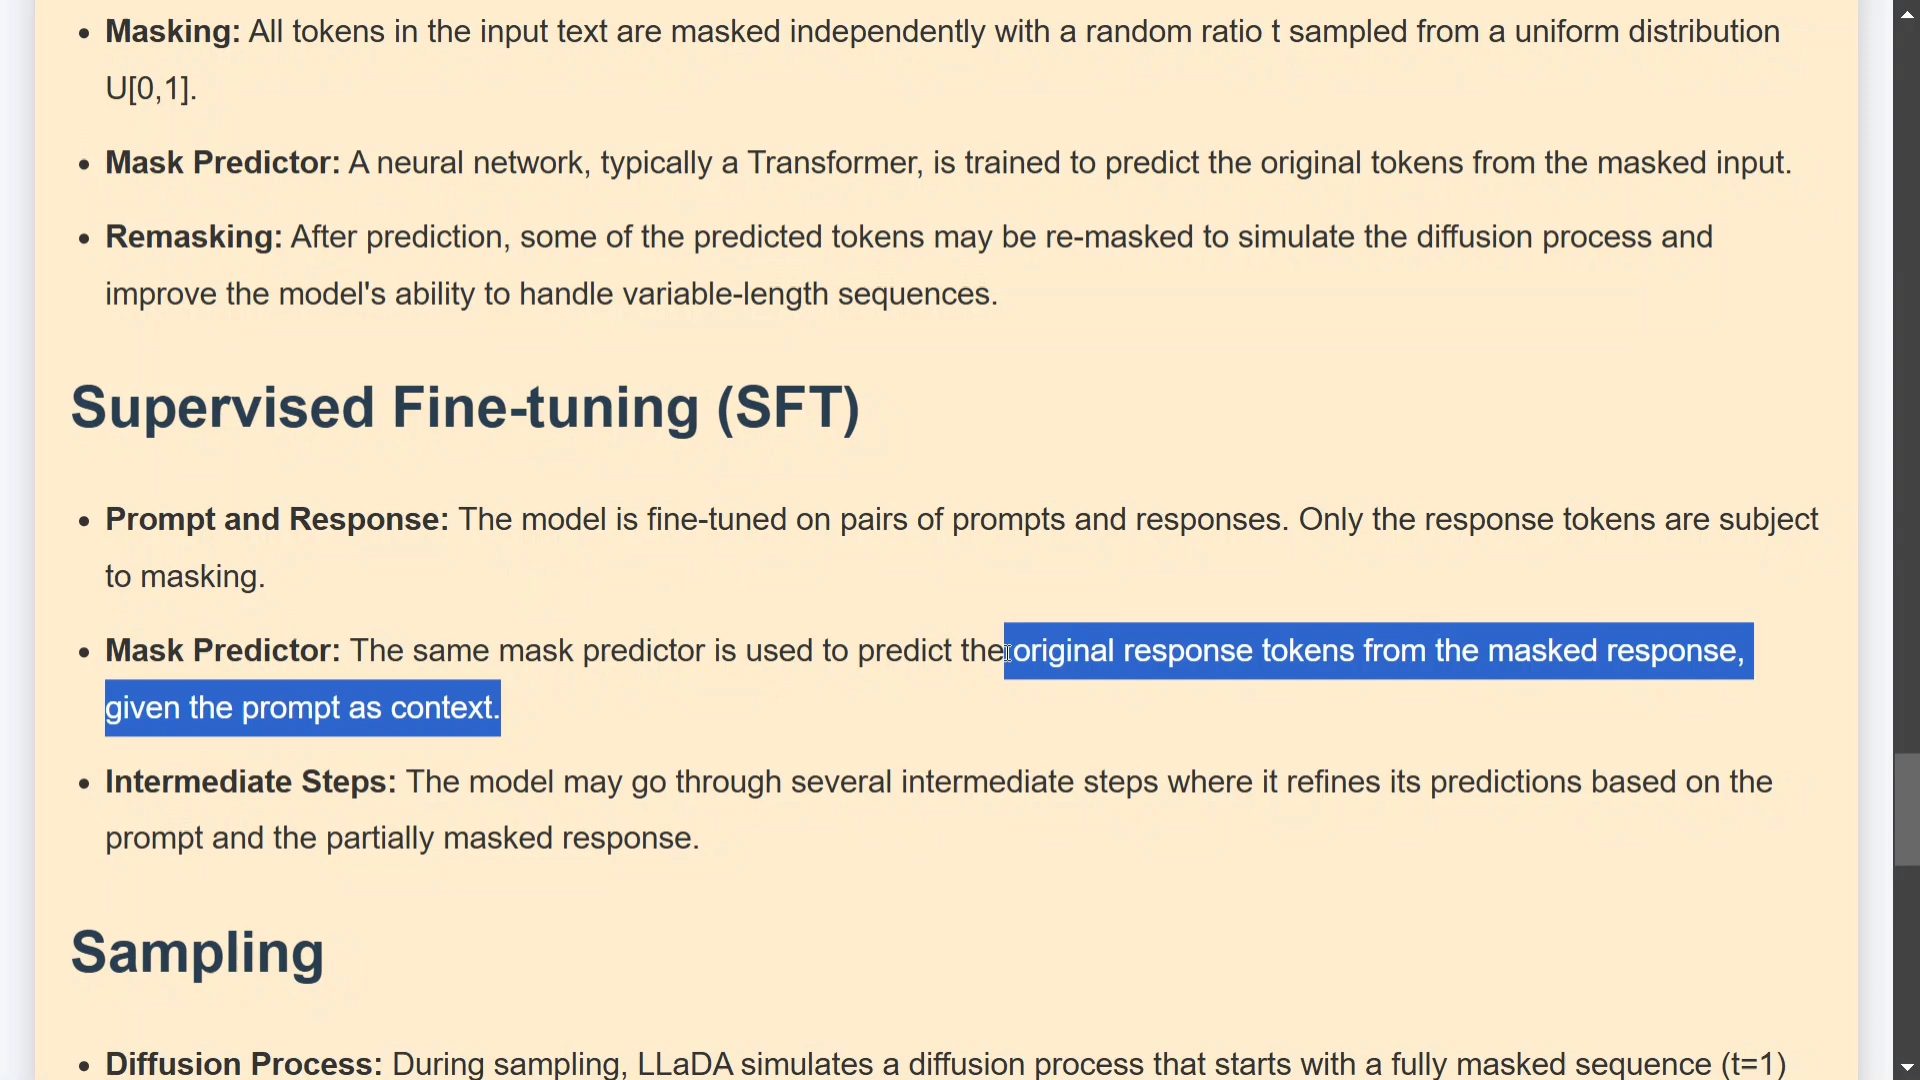 • Masking: All tokens in the input text are masked independently with a random ratio t sampled from a uniform distribution
U[0,1].
• Mask Predictor: A neural network, typically a Transformer, is trained to predict the original tokens from the masked input.
• Remasking: After prediction, some of the predicted tokens may be re-masked to simulate the diffusion process and
improve the model's ability to handle variable-length sequences.
Supervised Fine-tuning (SFT)
• Prompt and Response: The model is fine-tuned on pairs of prompts and responses. Only the response tokens are subject
to masking.
• Mask Predictor: The same mask predictor is used to predict the original response tokens from the masked response,
given the prompt as context.
• Intermediate Steps: The model may go through several intermediate steps where it refines its predictions based on the
prompt and the partially masked response.
Sampling
• Diffusion Process: During sampling, LLaDA simulates a diffusion process that starts with a fully masked sequence (t=1)